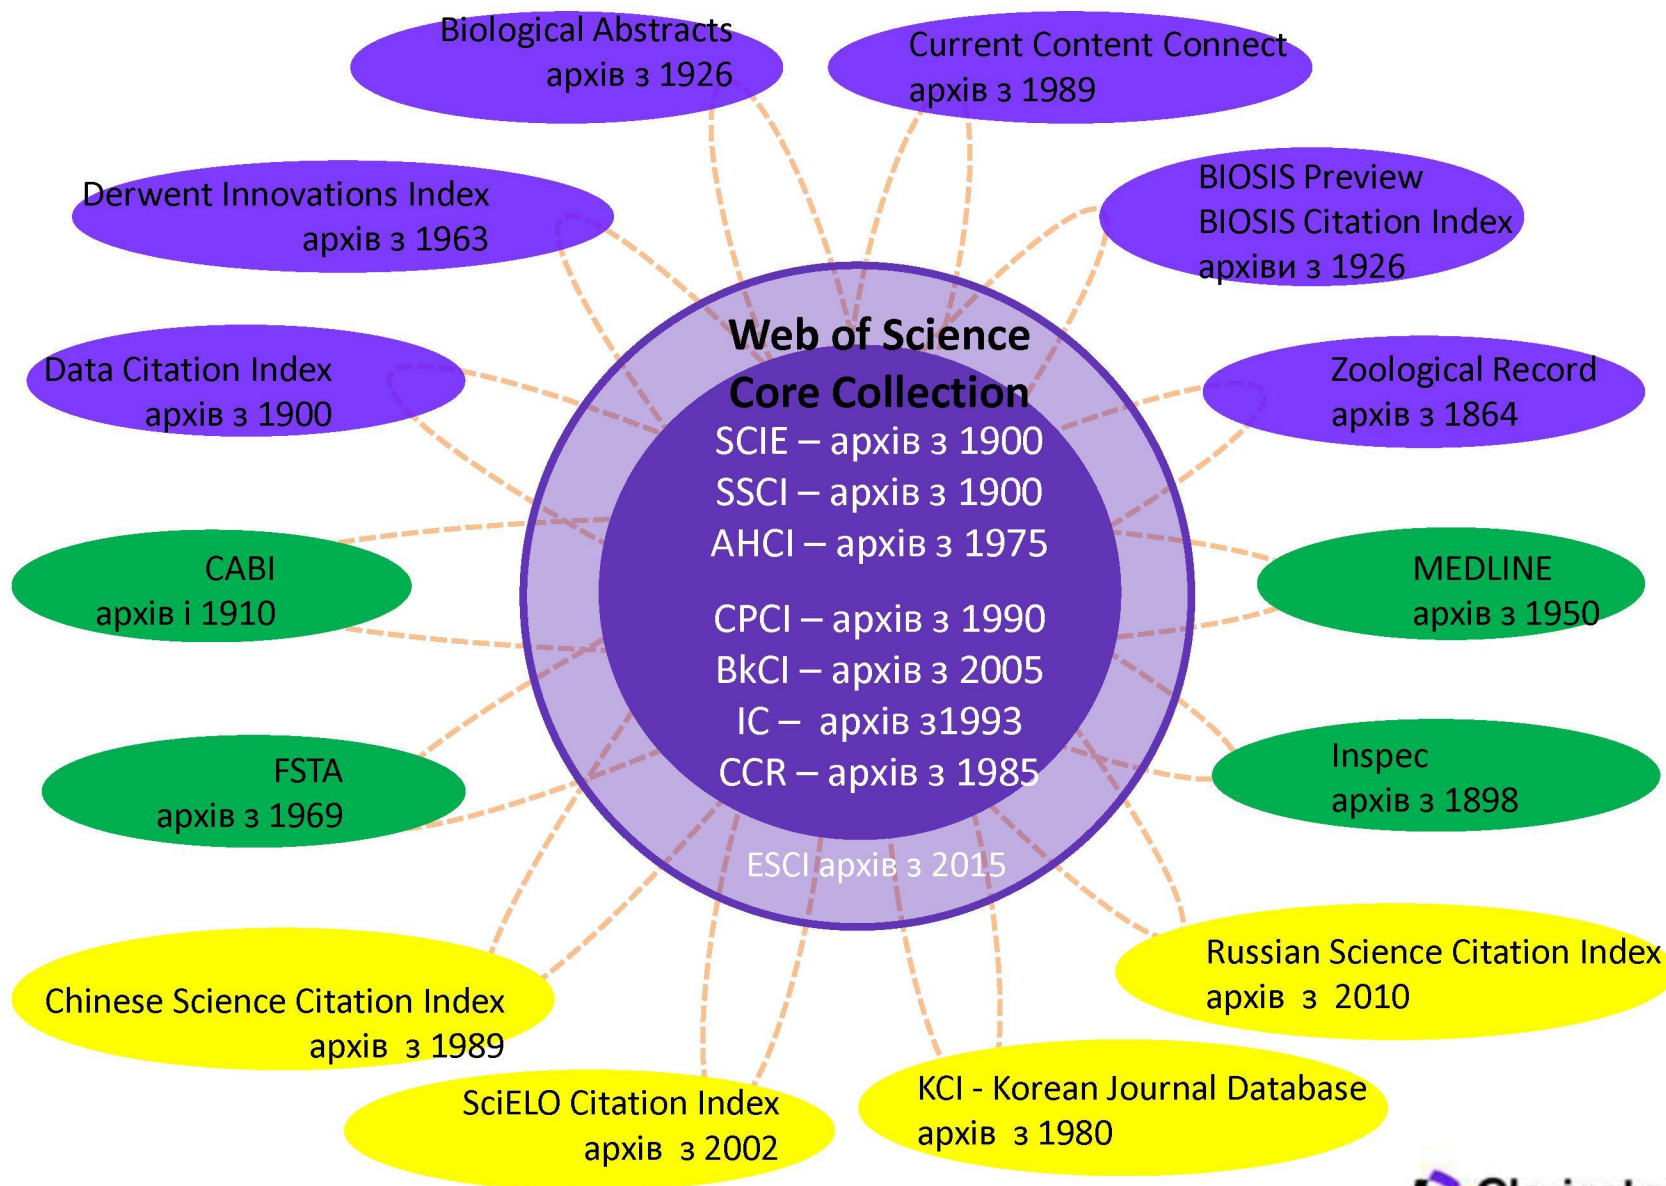 Biological Abstracts
архів з 1926
Current Content Connect
архів з 1989
Derwent Innovations Index
архів з 1963
BIOSIS Preview
BIOSIS Citation Index
архіви з 1926
Data Citation Index
архів з 1900
Zoological Record
архів з 1864
Web of Science
Core Collection
SCIE – архів з 1900
SSCI – архів з 1900
AHCI – архів з 1975
CPCI – архів з 1990
BkCI – архів з 2005
IC – архів з1993
CCR – архів з 1985
ESCI архів з 2015
CABI
архів і 1910
MEDLINE
архів з 1950
FSTA
архів з 1969
Inspec
архів з 1898
Chinese Science Citation Index
архів з 1989
Russian Science Citation Index
архів з 2010
SciELO Citation Index
архів з 2002
KCI - Korean Journal Database
архів з 1980